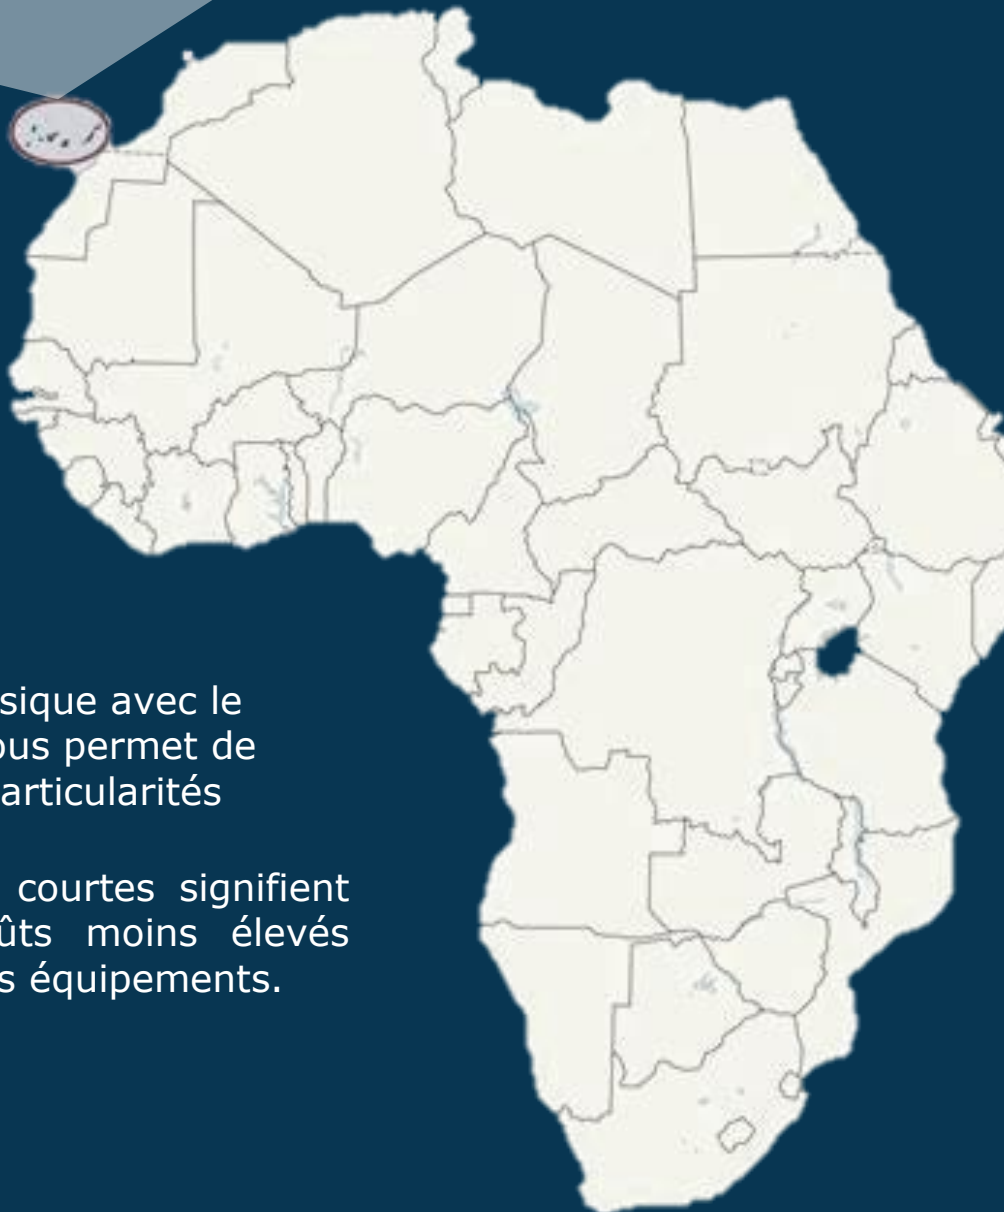 sique avec le
ous permet de
articularités
courtes signifient
ûts moins élevés
s équipements.